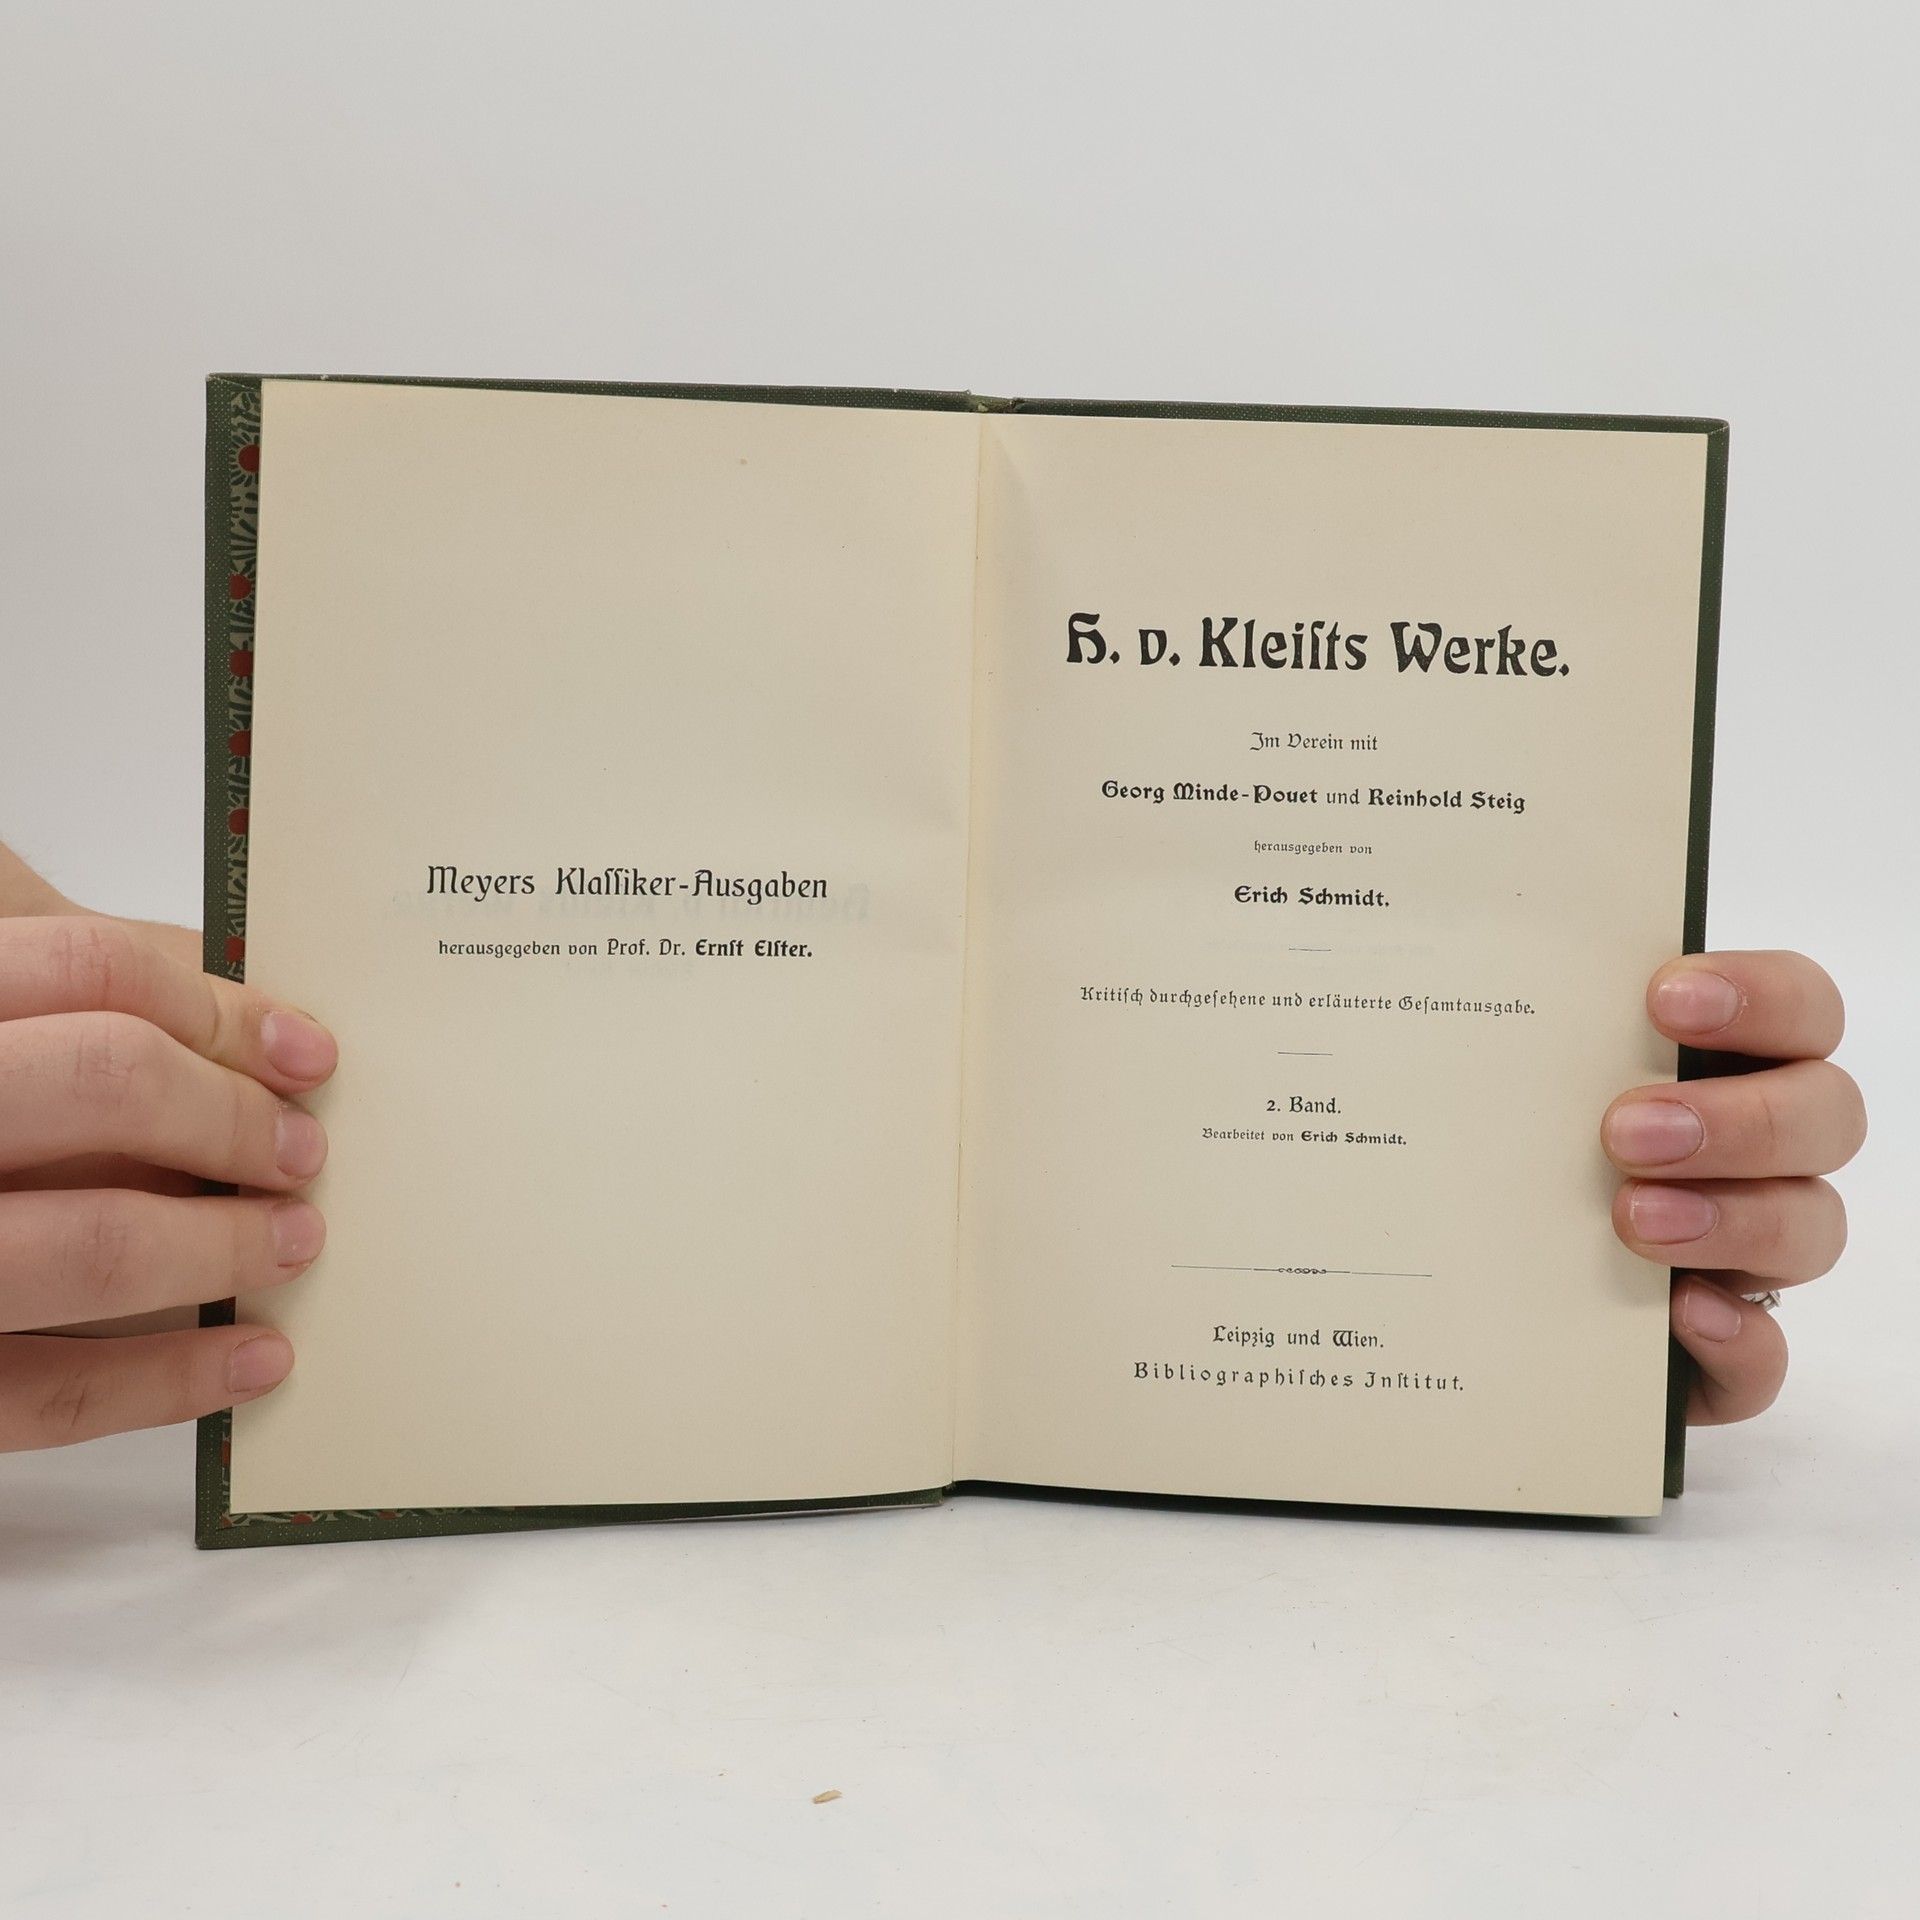 Meyers Klaſſiker-Ausgaben
herausgegeben von Prof. Dr. Ernſt Elſter.
H. v. Kleiſts Werke.
Im Verein mit
Georg Minde-Pouet und Reinhold Steig
herausgegeben von
Erich Schmidt.
Kritiſch durchgeſehene und erläuterte Geſamtausgabe.
2. Band.
Bearbeitet von Erich Schmidt.
Leipzig und Wien.
Bibliographiſches Inſtitut.